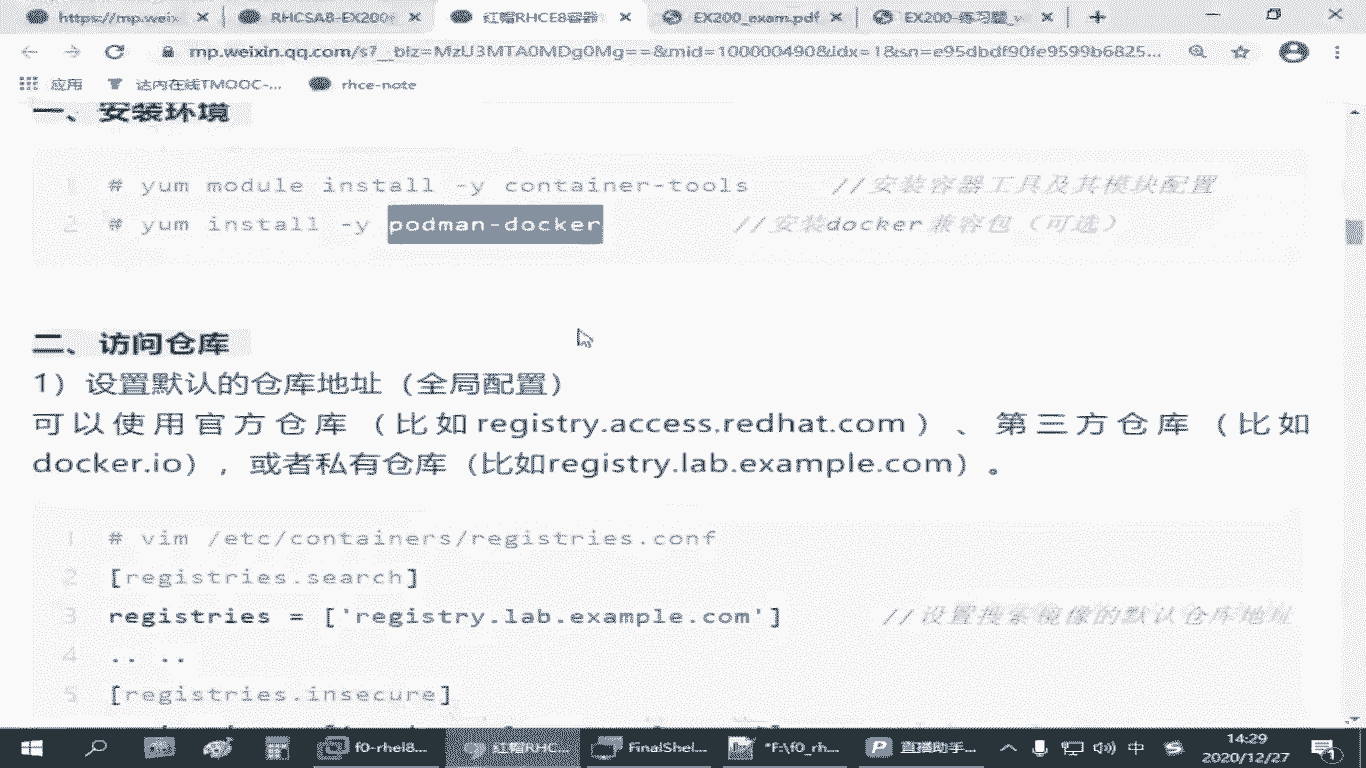 https://mp.weix
RHCSA8-EX200
红帽RHCE8容器
EX200_exam.pdf
EX200-练习题_v
mp.weixin.qq.com/s?__biz=MzU3MTA0MDg0Mg==&mid=100000490&idx=1&sn=e95dbdf90fe9599b6825...
应用
达内在线TMOOC-...
rhce-note
一、安装环境
1 # yum module install -y container-tools //安装容器工具及其模块配置
2 # yum install -y podman-docker //安装docker兼容包（可选）
二、访问仓库
1）设置默认的仓库地址（全局配置）
可以使用官方仓库（比如registry.access.redhat.com）、第三方仓库（比如
docker.io），或者私有仓库（比如registry.lab.example.com）。
1 # vim /etc/containers/registries.conf
2 [registries.search]
3 registries = ['registry.lab.example.com'] //设置搜索镜像的默认仓库地址
4 .. ..
5 [registries.insecure]
f0-rhel8...
红帽RHC...
FinalShel...
*F:\f0_rh...
直播助手...
中
14:29
2020/12/27
1